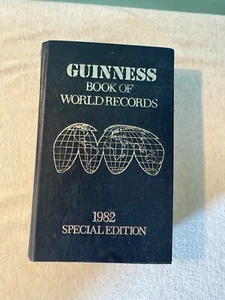 GUINNESS
BOOK OF
WORLD RECORDS
1982
SPECIAL EDITION